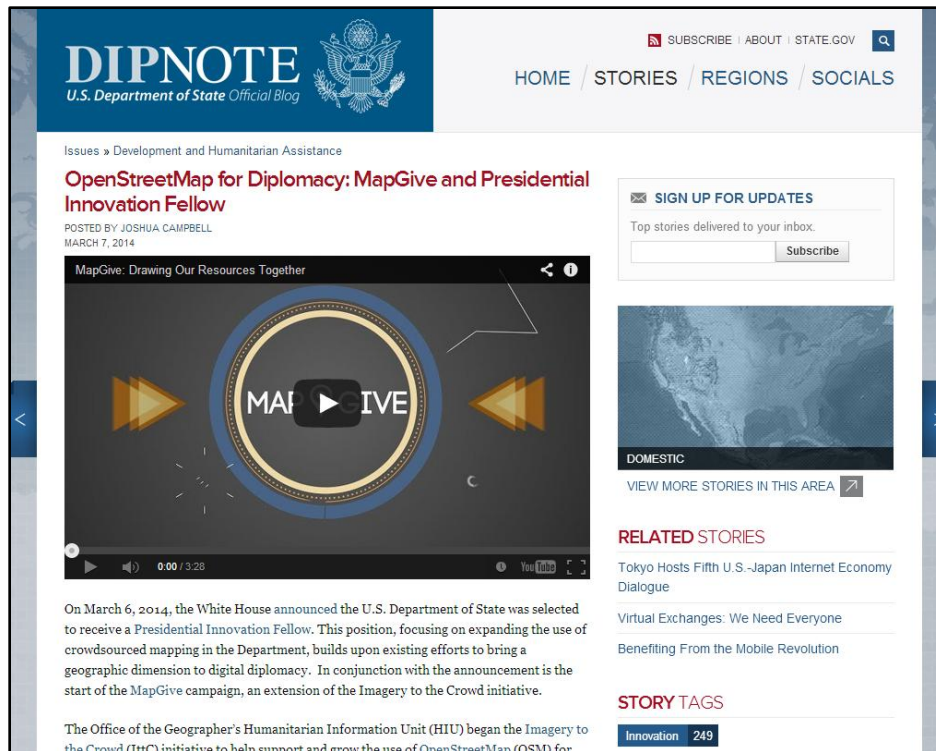 DIPNOTE
U.S. Department of State Official Blog
SUBSCRIBE | ABOUT | STATE.GOV
HOME / STORIES / REGIONS / SOCIALS
Issues » Development and Humanitarian Assistance
OpenStreetMap for Diplomacy: MapGive and Presidential
Innovation Fellow
POSTED BY JOSHUA CAMPBELL
MARCH 7, 2014
MapGive: Drawing Our Resources Together
MAP GIVE
0:00 / 3:28
YouTube
On March 6, 2014, the White House announced the U.S. Department of State was selected
to receive a Presidential Innovation Fellow. This position, focusing on expanding the use of
crowdsourced mapping in the Department, builds upon existing efforts to bring a
geographic dimension to digital diplomacy. In conjunction with the announcement is the
start of the MapGive campaign, an extension of the Imagery to the Crowd initiative.
The Office of the Geographer's Humanitarian Information Unit (HIU) began the Imagery to
the Crowd (IttC) initiative to help support and grow the use of OpenStreetMap (OSM) for
SIGN UP FOR UPDATES
Top stories delivered to your inbox.
Subscribe
DOMESTIC
VIEW MORE STORIES IN THIS AREA
RELATED STORIES
Tokyo Hosts Fifth U.S.-Japan Internet Economy
Dialogue
Virtual Exchanges: We Need Everyone
Benefiting From the Mobile Revolution
STORY TAGS
Innovation 249